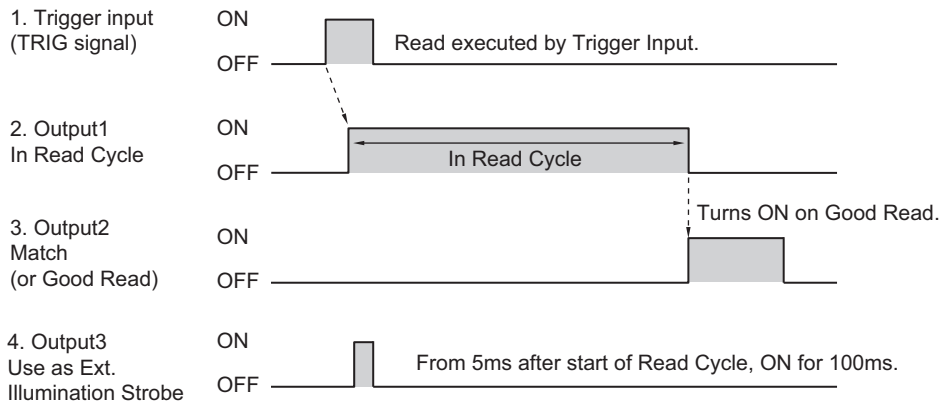 1. Trigger input
(TRIG signal)
ON
OFF
Read executed by Trigger Input.
2. Output1
In Read Cycle
ON
OFF
In Read Cycle
Turns ON on Good Read.
3. Output2
Match
(or Good Read)
ON
OFF
4. Output3
Use as Ext.
Illumination Strobe
ON
OFF
From 5ms after start of Read Cycle, ON for 100ms.